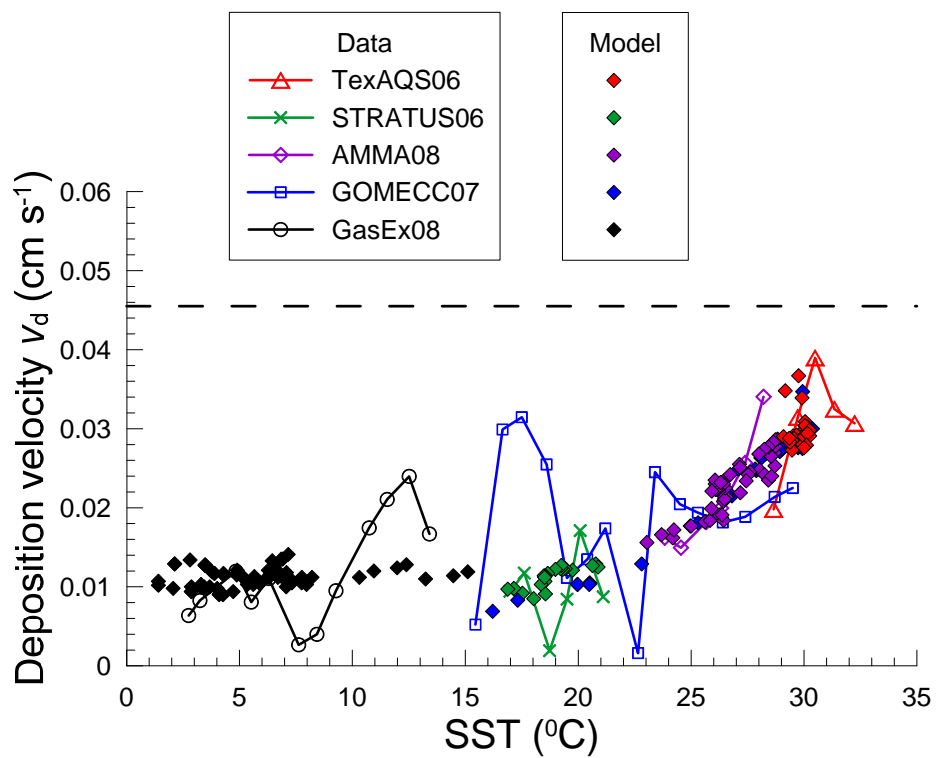 Data
TexAQS06
STRATUS06
AMMA08
GOMECC07
GasEx08
Model
Deposition velocity vd (cm s-1)
0.06
0.05
0.04
0.03
0.02
0.01
0
0 5 10 15 20 25 30 35
SST (0C)